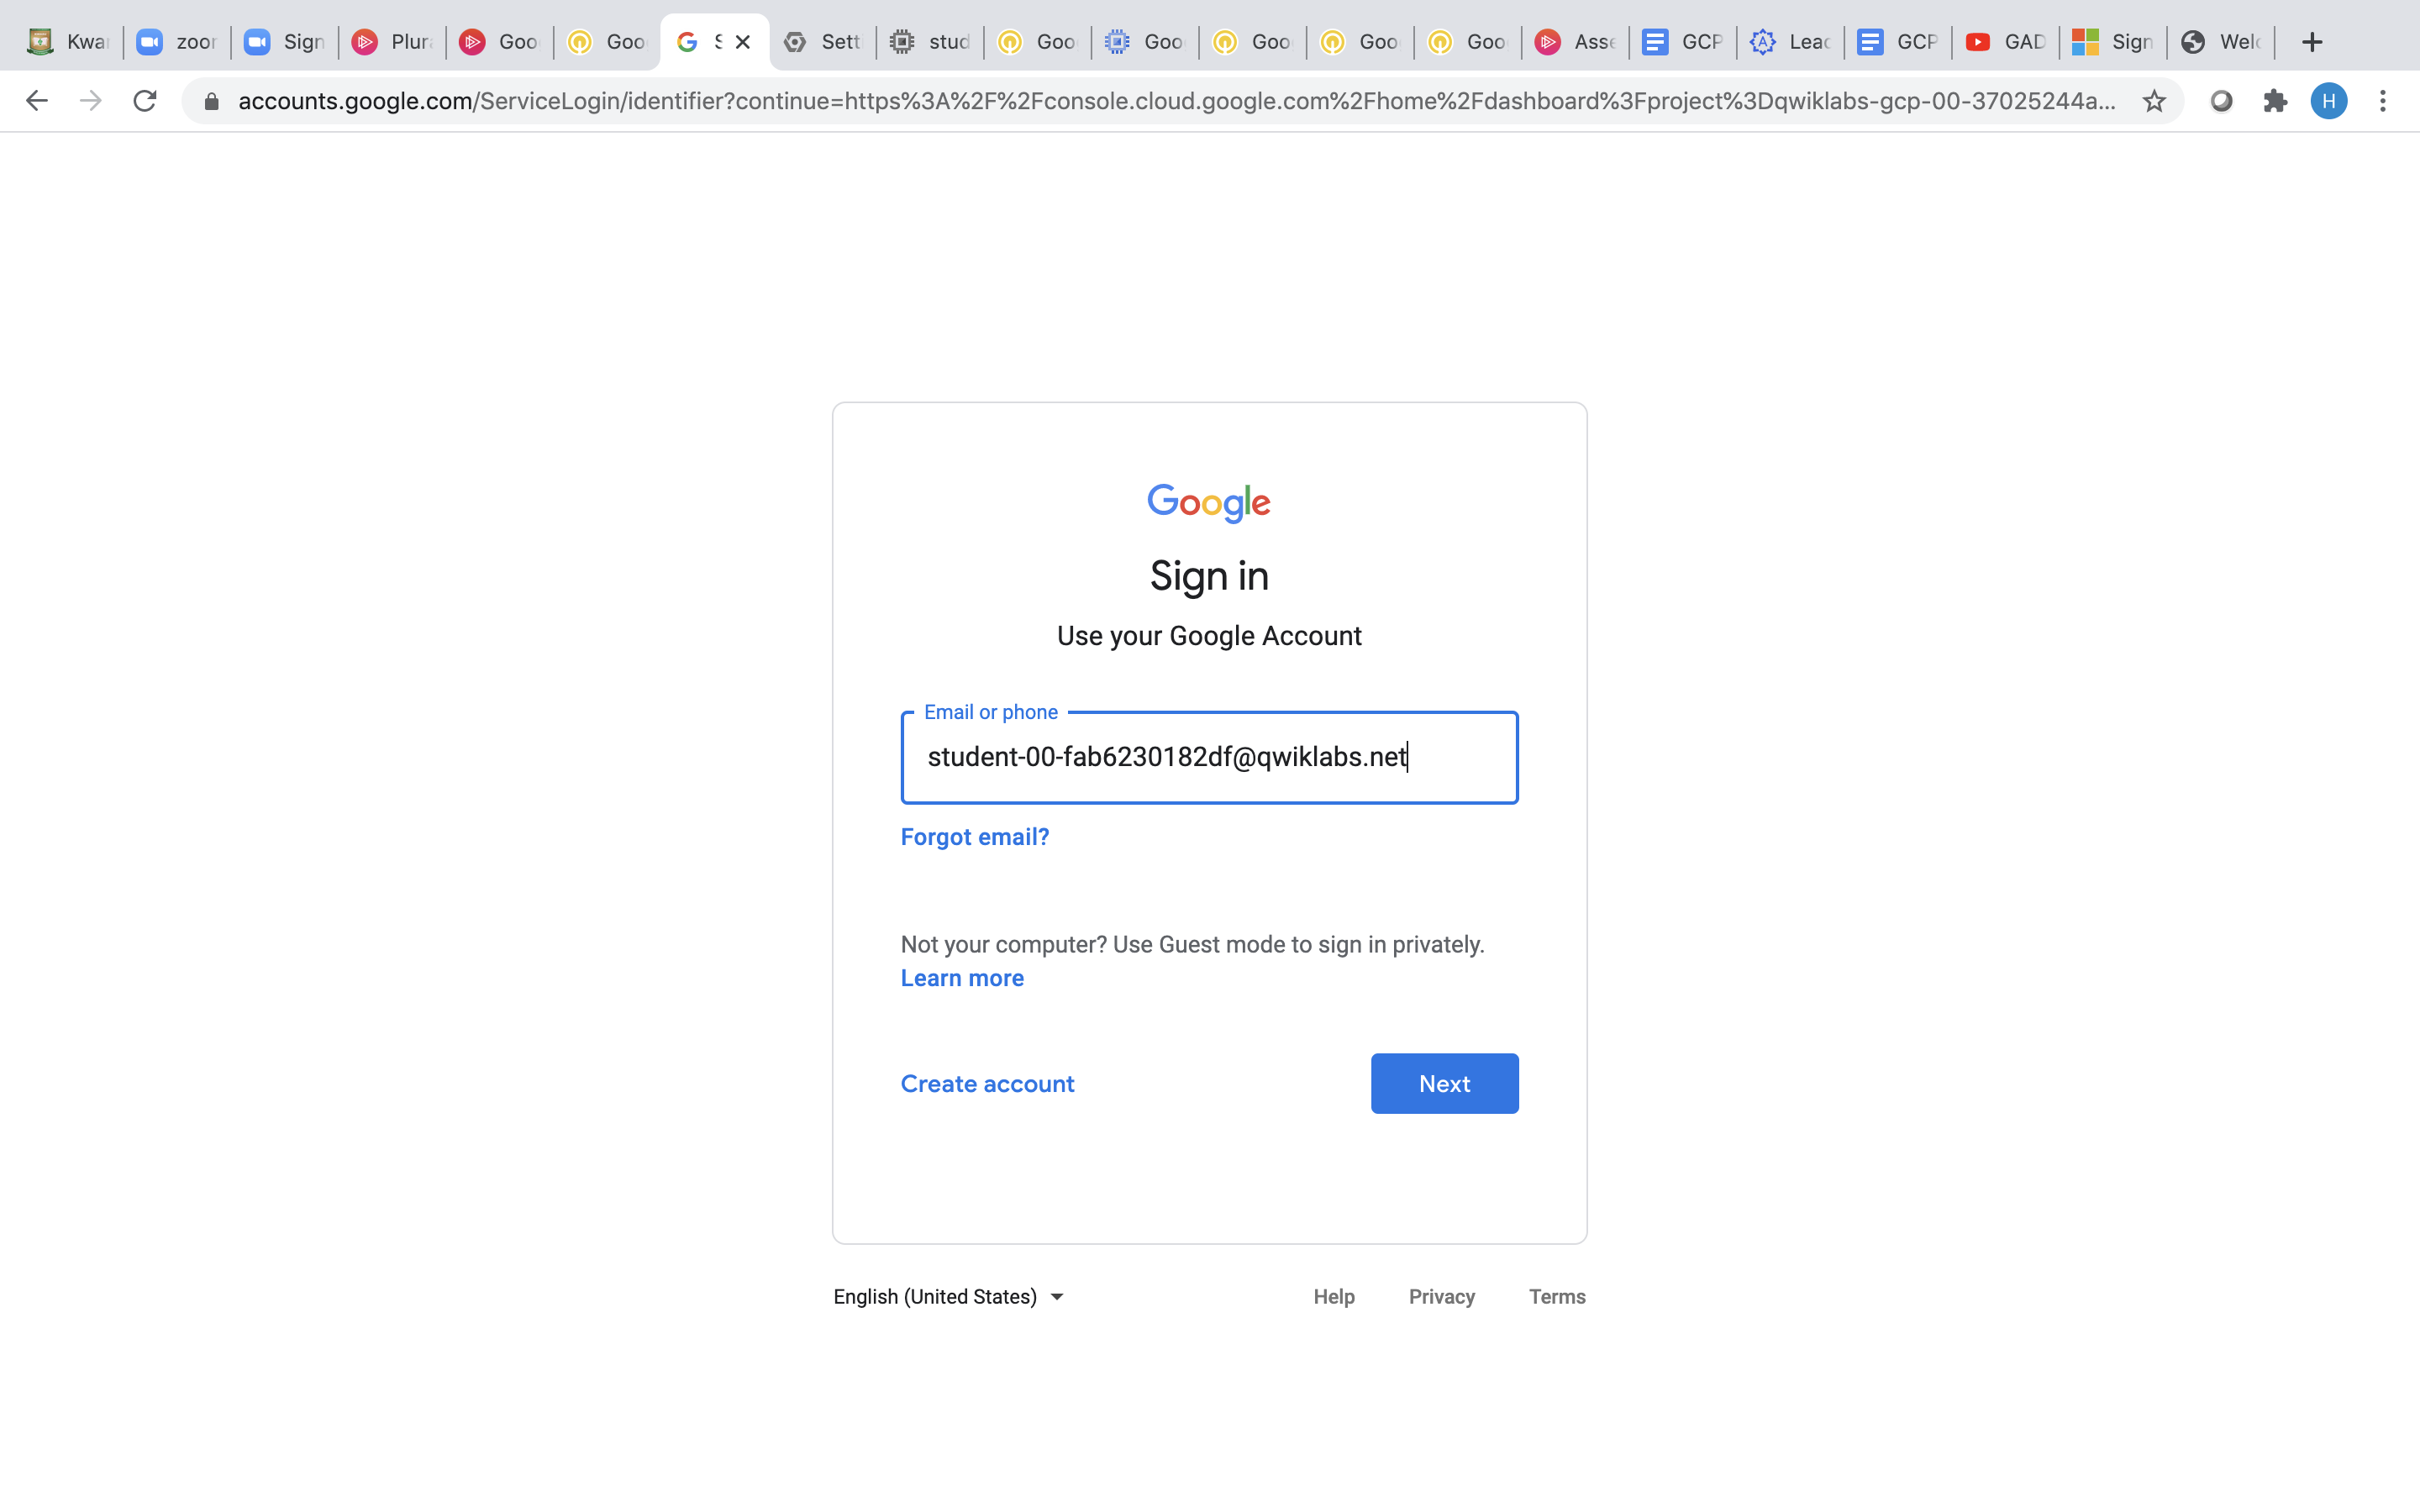 Kwa zoor Sign Plur Goo Goo S Sett stud Goo Goo Goo Goo Goo Asse GCP Lead GCP GAD Sign Welc
accounts.google.com/ServiceLogin/identifier?continue=https%3A%2F%2Fconsole.cloud.google.com%2Fhome%2Fdashboard%3Fproject%3Dqwiklabs-gcp-00-37025244a... H
Google
Sign in
Use your Google Account
Email or phone
student-00-fab6230182df@qwiklabs.net
Forgot email?
Not your computer? Use Guest mode to sign in privately.
Learn more
Create account Next
English (United States) Help Privacy Terms